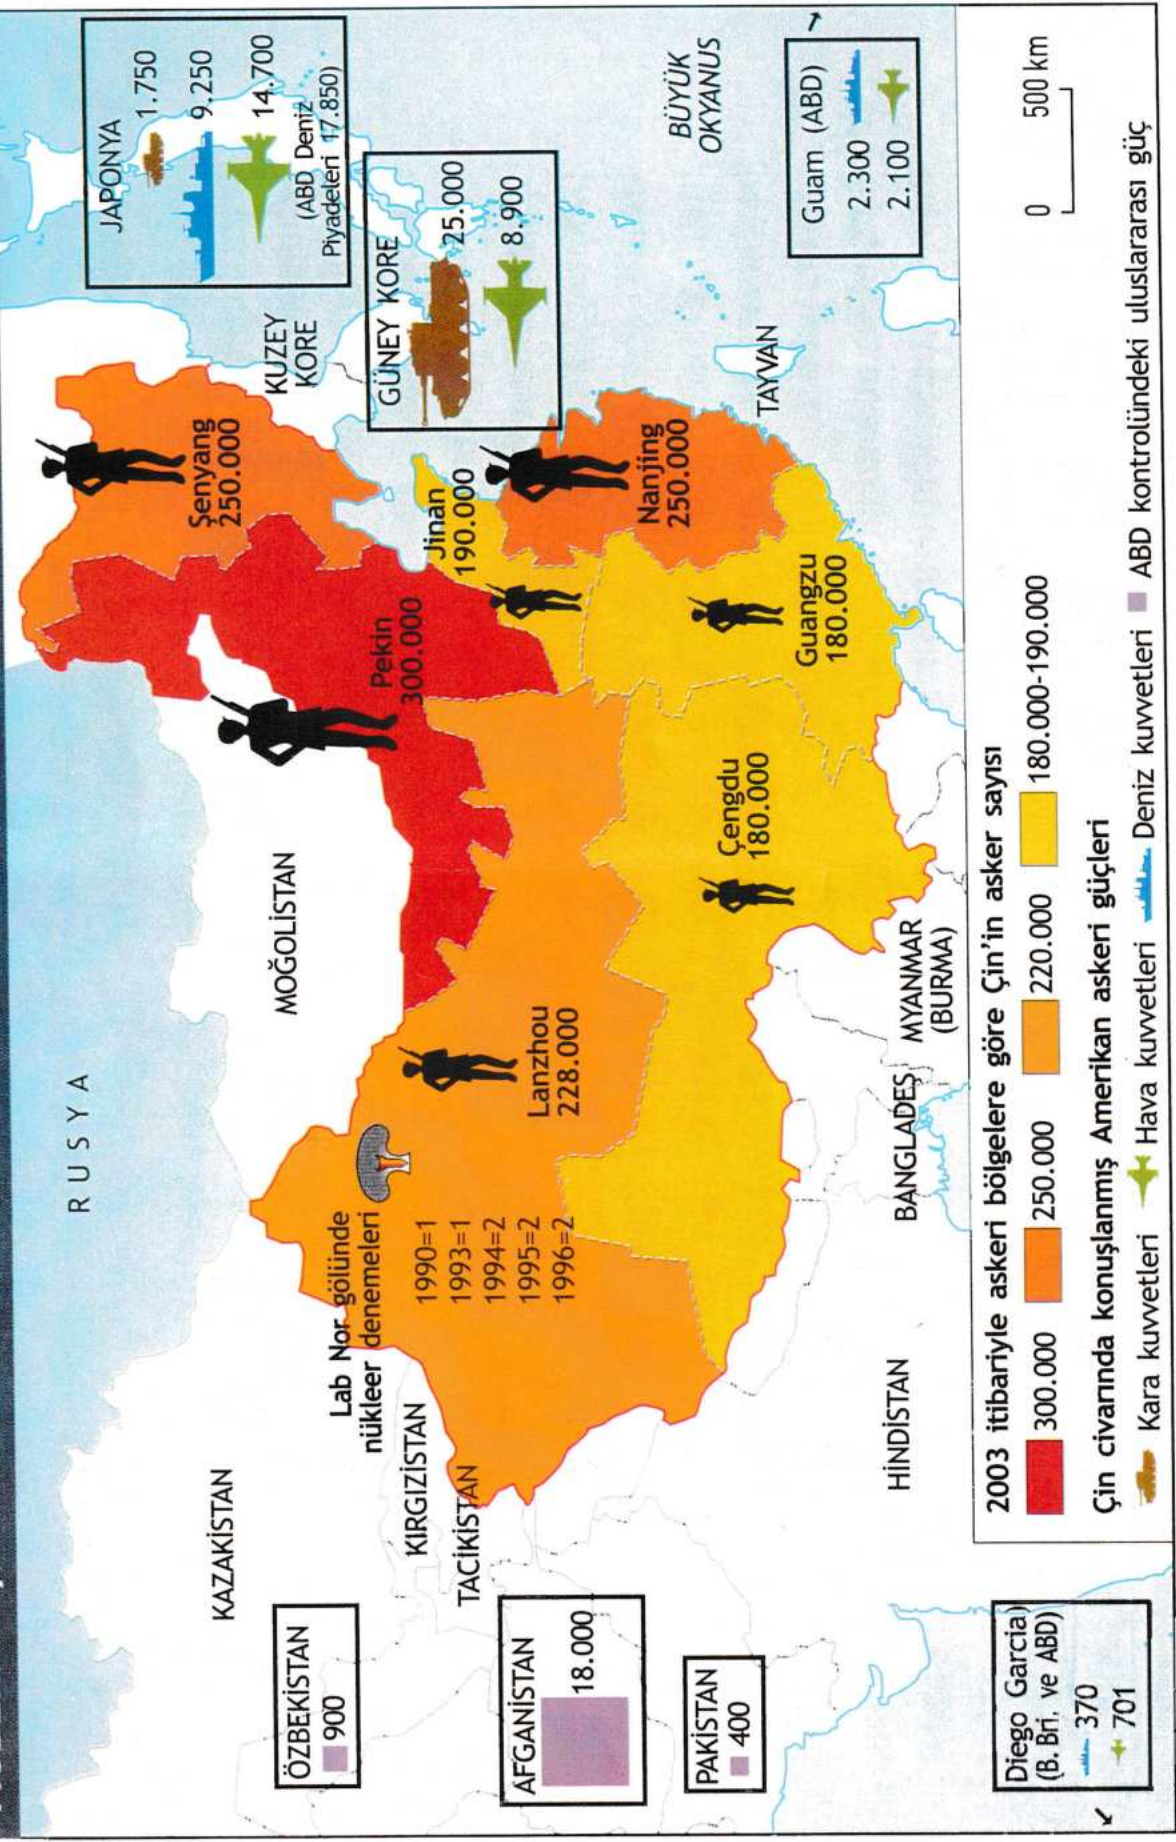 RUSYA
KAZAKİSTAN
MOĞOLİSTAN
JAPONYA
1.750
9.250
14.700
(ABD Deniz
Piyadeleri 17.850)
KUZEY
KORE
GÜNEY KORE
25.000
8.900
Şenyang
250.000
Pekin
300.000
Jinan
190.000
Nanjing
250.000
Guangzu
180.000
Çengdu
180.000
Lanzhou
228.000
Lab Nor gölünde
nükleer denemeleri
1990=1
1993=1
1994=2
1995=2
1996=2
KIRGIZİSTAN
TACİKİSTAN
ÖZBEKİSTAN
900
AFGANİSTAN
18.000
PAKİSTAN
400
HİNDİSTAN
BANGLADEŞ
MYANMAR
(BURMA)
TAYVAN
BÜYÜK
OKYANUS
Guam (ABD)
2.300
2.100
Diego Garcia
(B. Bri. ve ABD)
370
701
2003 itibariyle askeri bölgelere göre Çin'in asker sayısı
300.000 250.000 220.000 180.000-190.000
0 500 km
Çin civarında konuşlanmış Amerikan askeri güçleri
Kara kuvvetleri Hava kuvvetleri Deniz kuvvetleri ABD kontrolündeki uluslararası güç